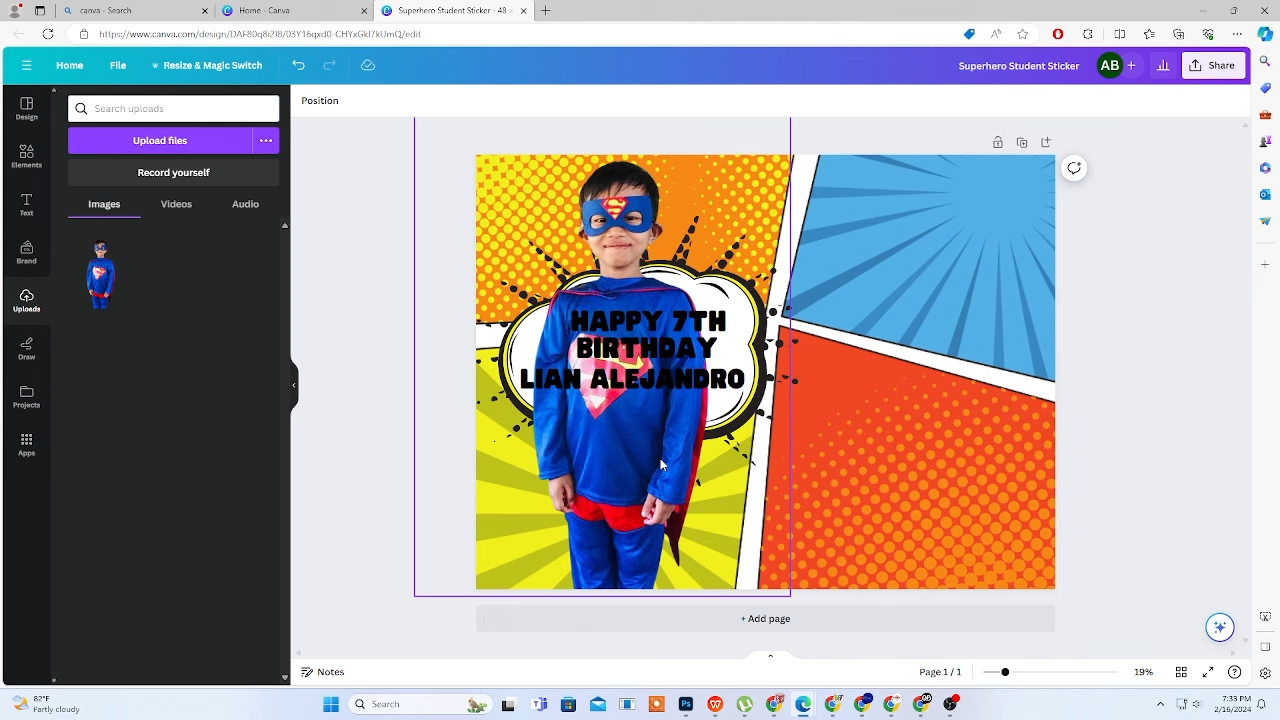 canva - Search
Home - Canva
Superhero Student Sticker - 48 ×
https://www.canva.com/design/DAF80q8i2I8/03Y16qxd0-CHYxGkI7kUmQ/edit
Home
File
Resize & Magic Switch
Superhero Student Sticker
AB
Share
Design
Elements
Text
Brand
Uploads
Draw
Projects
Apps
Search uploads
Upload files
Record yourself
Images
Videos
Audio
Position
HAPPY 7TH
BIRTHDAY
LIAN ALEJANDRO
+ Add page
Notes
Page 1 / 1
19%
82°F
Partly cloudy
Search
7:33 PM
2/26/2024